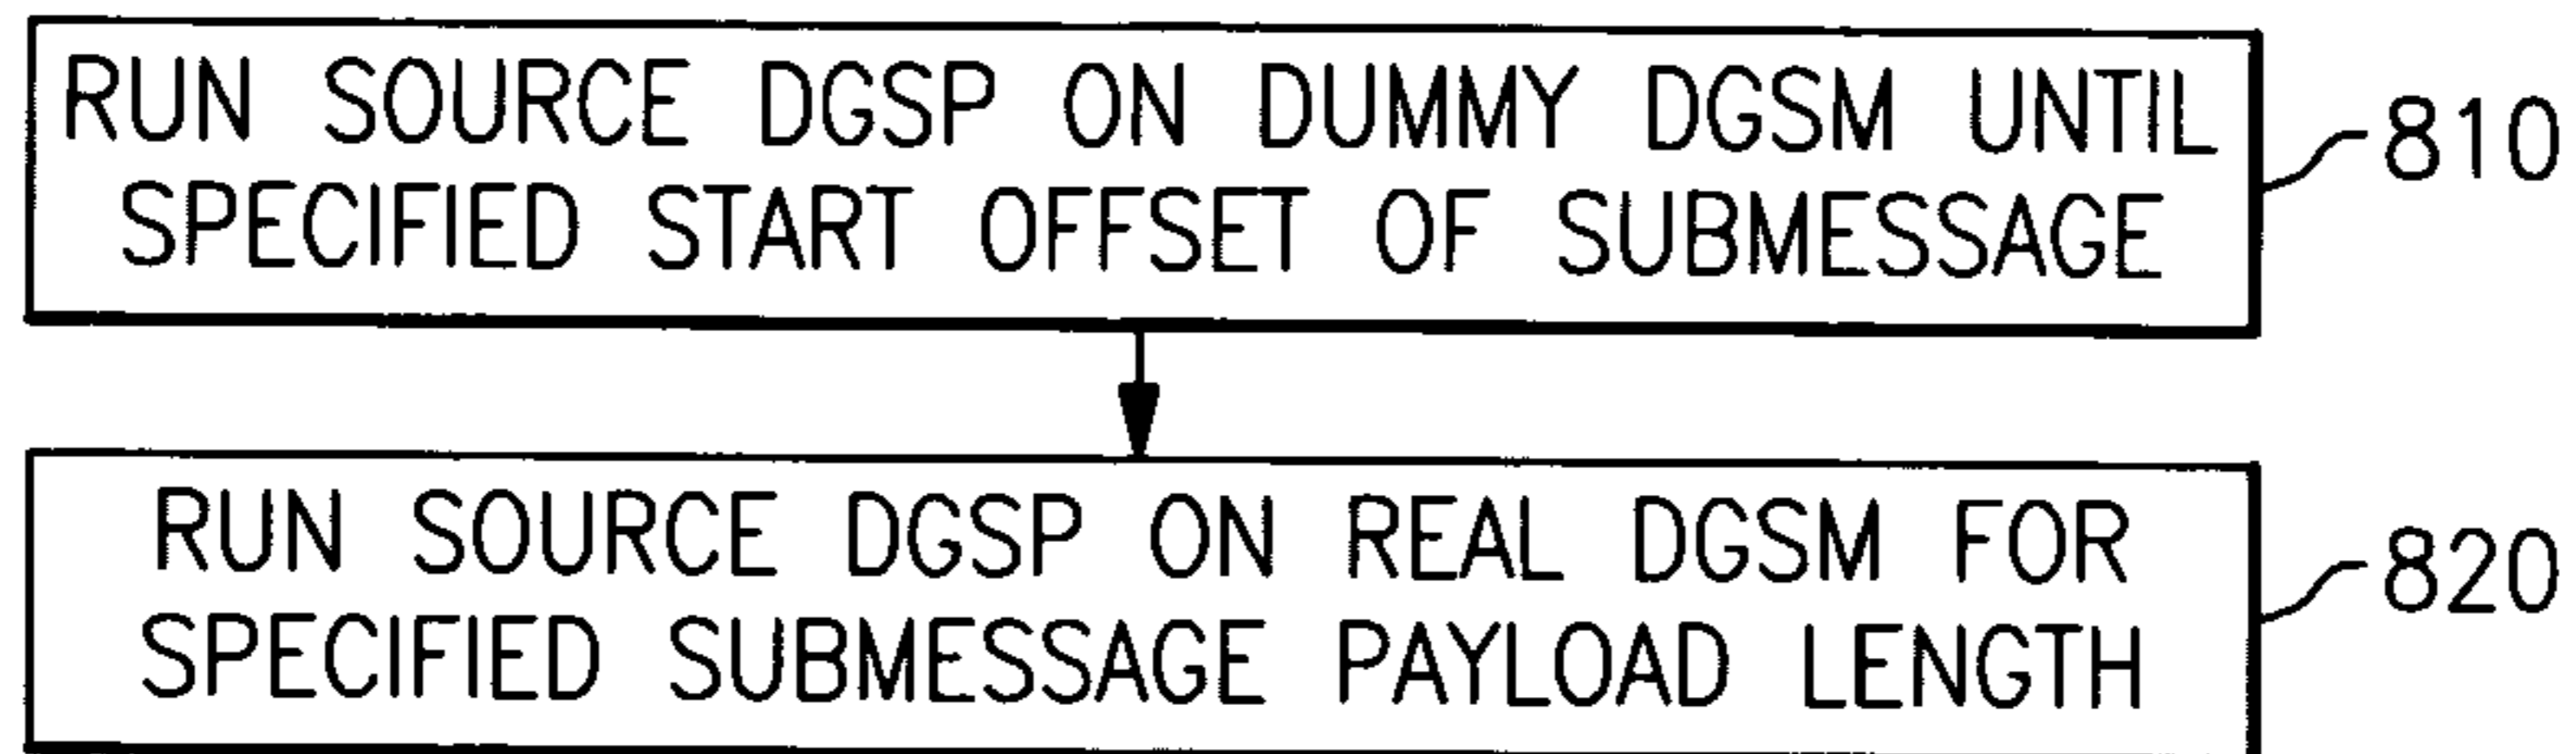 RUN SOURCE DGSP ON DUMMY DGSM UNTIL
SPECIFIED START OFFSET OF SUBMESSAGE
810
RUN SOURCE DGSP ON REAL DGSM FOR
SPECIFIED SUBMESSAGE PAYLOAD LENGTH
820